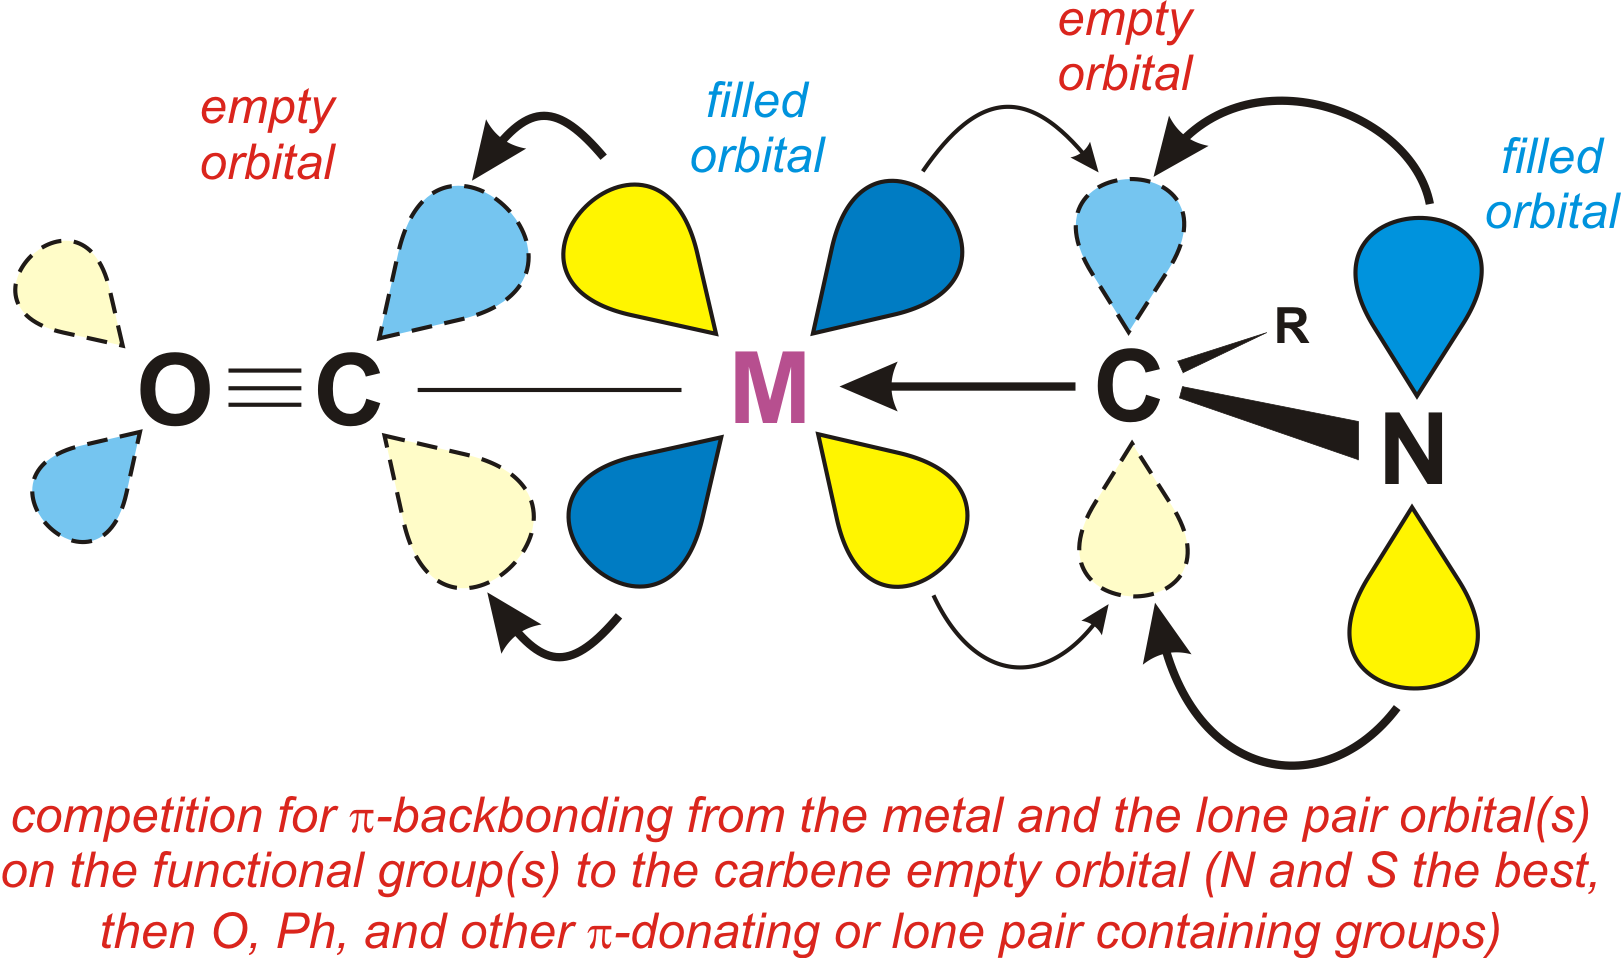 empty
orbital
empty
orbital
filled
orbital
filled
orbital
O≡C — M ← C R
N
competition for π-backbonding from the metal and the lone pair orbital(s)
on the functional group(s) to the carbene empty orbital (N and S the best,
then O, Ph, and other π-donating or lone pair containing groups)